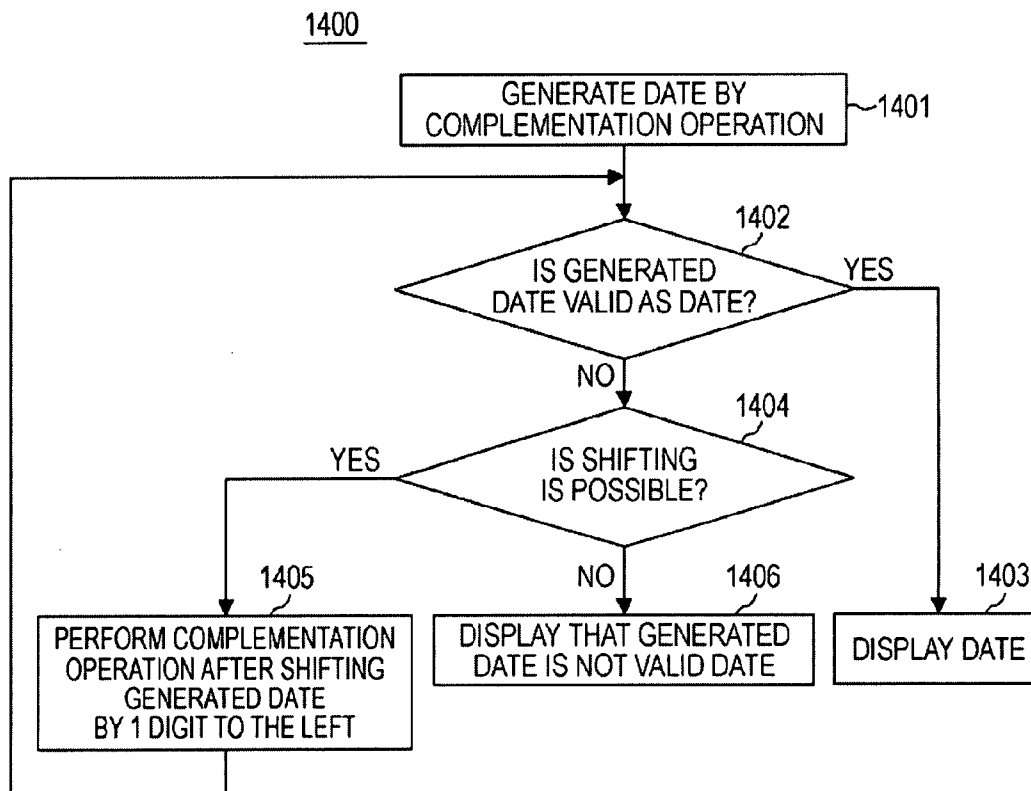 1400
GENERATE DATE BY
COMPLEMENTATION OPERATION
1401
1402
IS GENERATED
DATE VALID AS DATE?
YES
NO
1404
YES
IS SHIFTING
IS POSSIBLE?
NO
1405
PERFORM COMPLEMENTATION
OPERATION AFTER SHIFTING
GENERATED DATE
BY 1 DIGIT TO THE LEFT
1406
DISPLAY THAT GENERATED
DATE IS NOT VALID DATE
1403
DISPLAY DATE